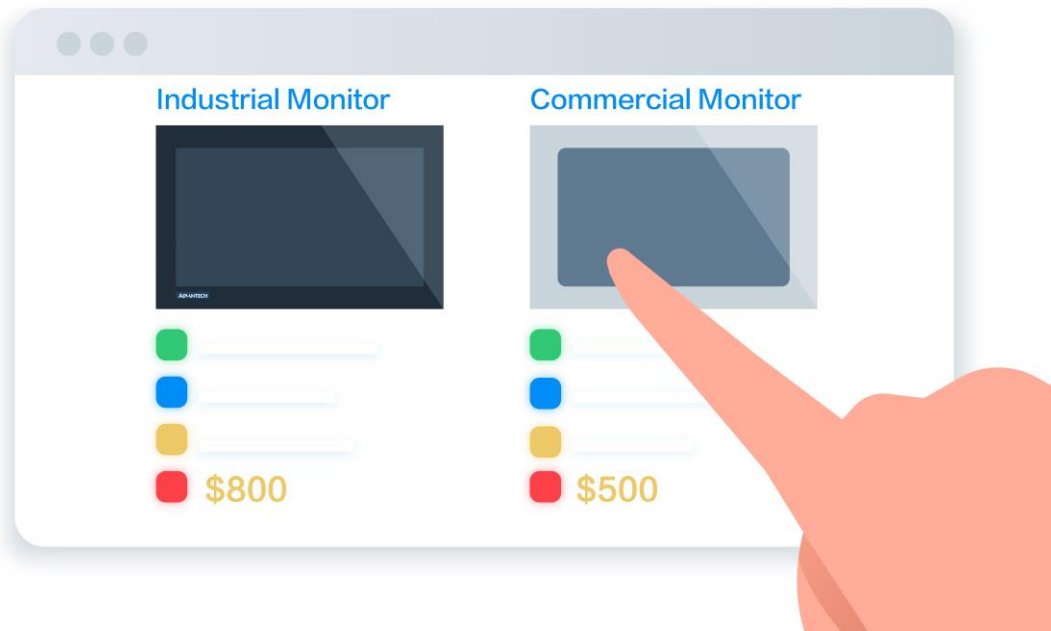 Industrial Monitor
Commercial Monitor
ADVANTECH
$800
$500